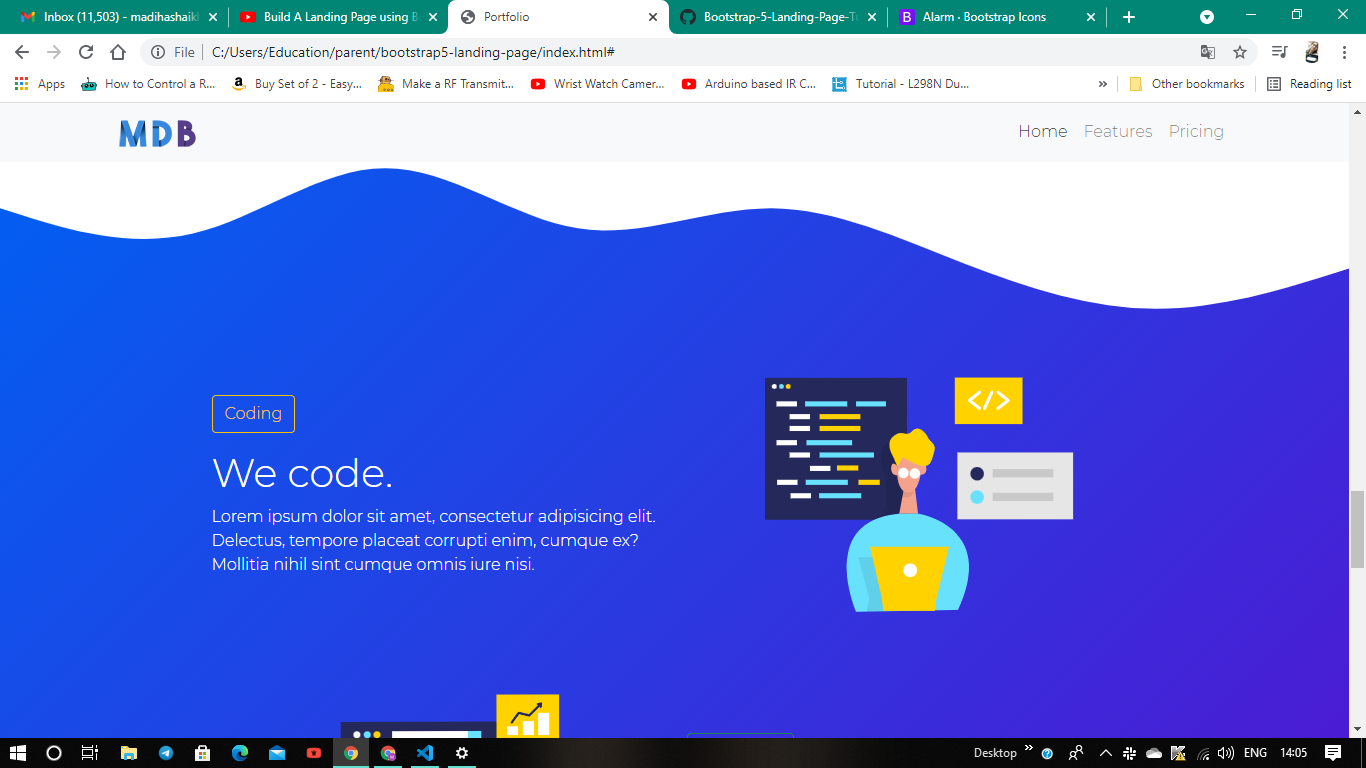 Inbox (11,503) - madihashaikh
Build A Landing Page using B
Portfolio
Bootstrap-5-Landing-Page-Tu
Alarm · Bootstrap Icons
File
C:/Users/Education/parent/bootstrap5-landing-page/index.html#
Apps
How to Control a R...
Buy Set of 2 - Easy...
Make a RF Transmit...
Wrist Watch Camer...
Arduino based IR C...
Tutorial - L298N Du...
»
Other bookmarks
Reading list
MDB
Home
Features
Pricing
Coding
</>
We code.
Lorem ipsum dolor sit amet, consectetur adipisicing elit.
Delectus, tempore placeat corrupti enim, cumque ex?
Mollitia nihil sint cumque omnis iure nisi.
Desktop
»
ENG
14:05